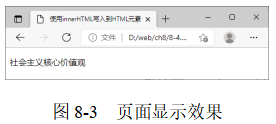 使用innerHTML写入到HTML元素
文件 | D:/web/ch8/8-4....
社会主义核心价值观
图 8-3 页面显示效果